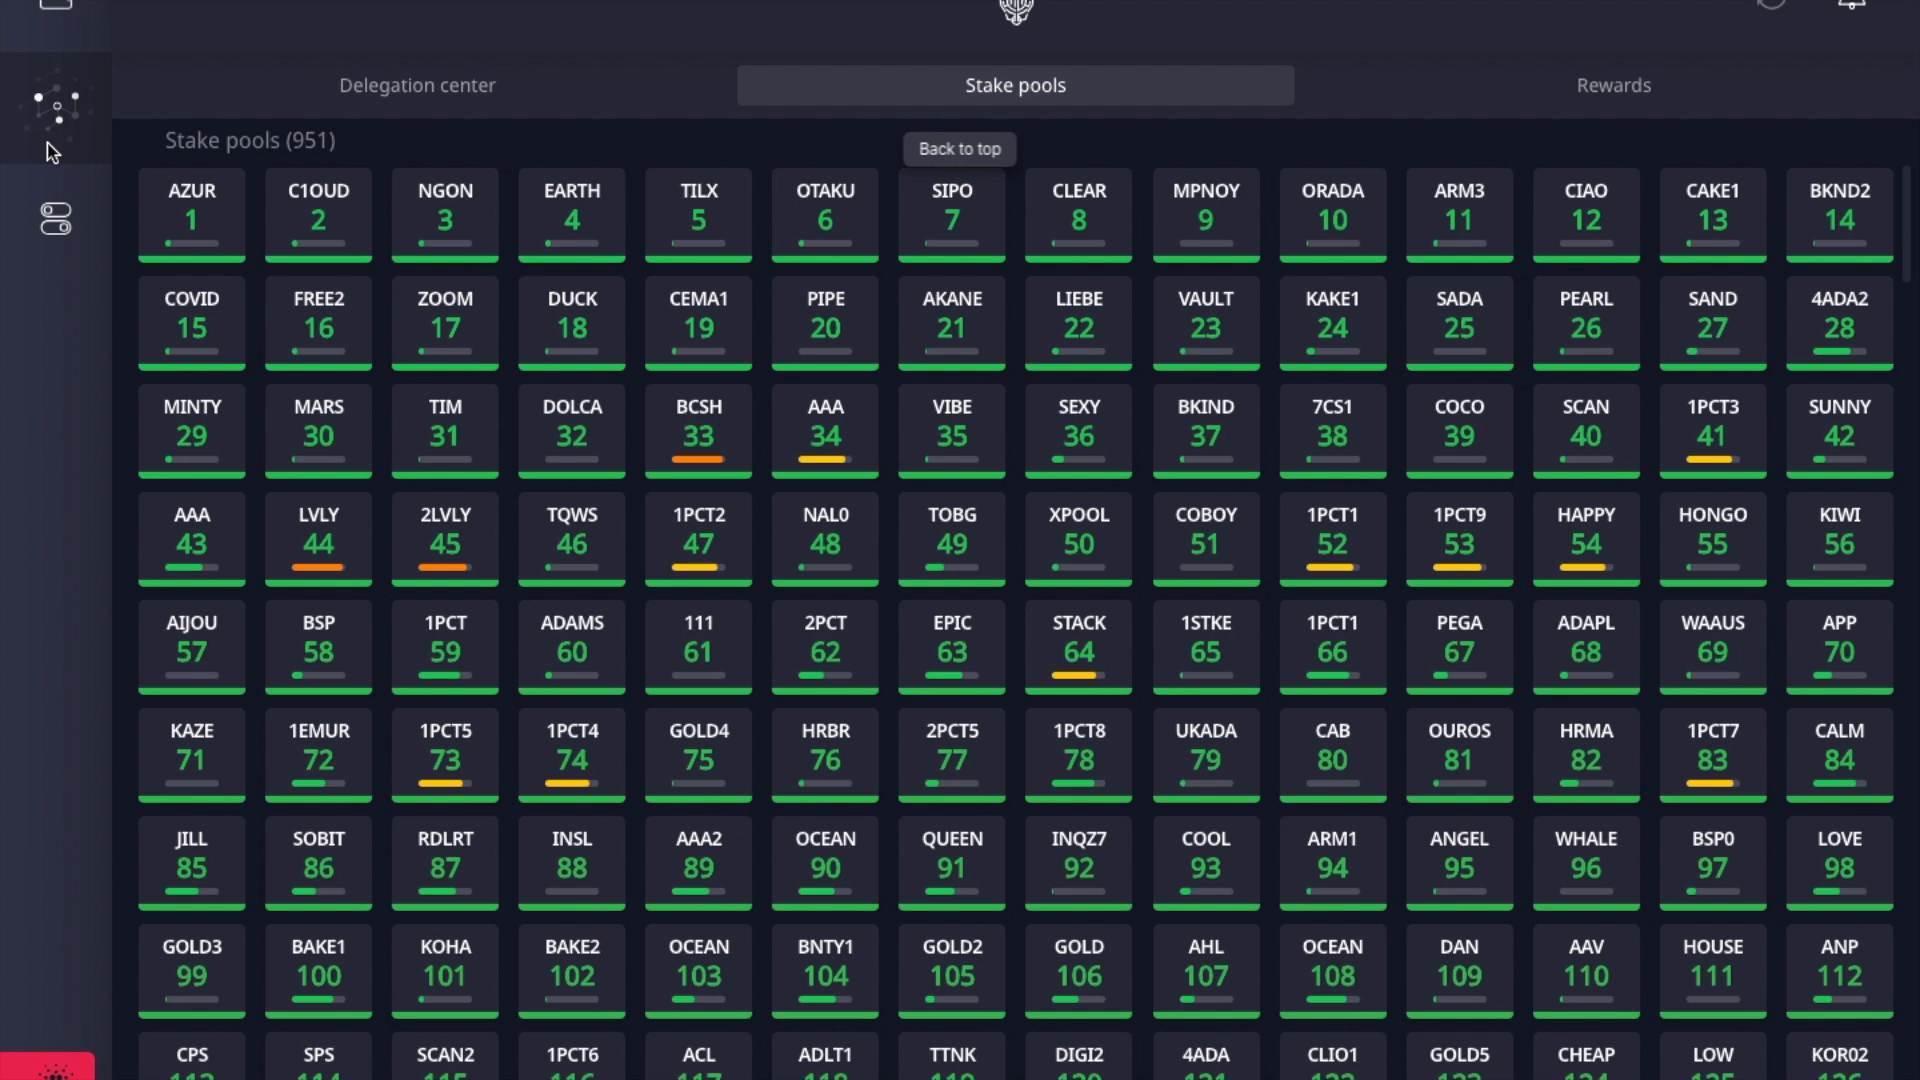 Delegation center Stake pools Rewards
Stake pools (951)
Back to top
AZUR C1OUD NGON EARTH TILX OTAKU SIPO CLEAR MPNOY ORADA ARM3 CIAO CAKE1 BKND2
1 2 3 4 5 6 7 8 9 10 11 12 13 14
COVID FREE2 ZOOM DUCK CEMA1 PIPE AKANE LIEBE VAULT KAKE1 SADA PEARL SAND 4ADA2
15 16 17 18 19 20 21 22 23 24 25 26 27 28
MINTY MARS TIM DOLCA BCSH AAA VIBE SEXY BKIND 7CS1 COCO SCAN 1PCT3 SUNNY
29 30 31 32 33 34 35 36 37 38 39 40 41 42
AAA LVLY 2LVLY TQWS 1PCT2 NAL0 TOBG XPOOL COBOY 1PCT1 1PCT9 HAPPY HONGO KIWI
43 44 45 46 47 48 49 50 51 52 53 54 55 56
AIJOU BSP 1PCT ADAMS 111 2PCT EPIC STACK 1STKE 1PCT1 PEGA ADAPL WAAUS APP
57 58 59 60 61 62 63 64 65 66 67 68 69 70
KAZE 1EMUR 1PCT5 1PCT4 GOLD4 HRBR 2PCT5 1PCT8 UKADA CAB OUROS HRMA 1PCT7 CALM
71 72 73 74 75 76 77 78 79 80 81 82 83 84
JILL SOBIT RDLRT INSL AAA2 OCEAN QUEEN INQZ7 COOL ARM1 ANGEL WHALE BSP0 LOVE
85 86 87 88 89 90 91 92 93 94 95 96 97 98
GOLD3 BAKE1 KOHA BAKE2 OCEAN BNTY1 GOLD2 GOLD AHL OCEAN DAN AAV HOUSE ANP
99 100 101 102 103 104 105 106 107 108 109 110 111 112
CPS SPS SCAN2 1PCT6 ACL ADLT1 TTNK DIGI2 4ADA CLIO1 GOLD5 CHEAP LOW KOR02